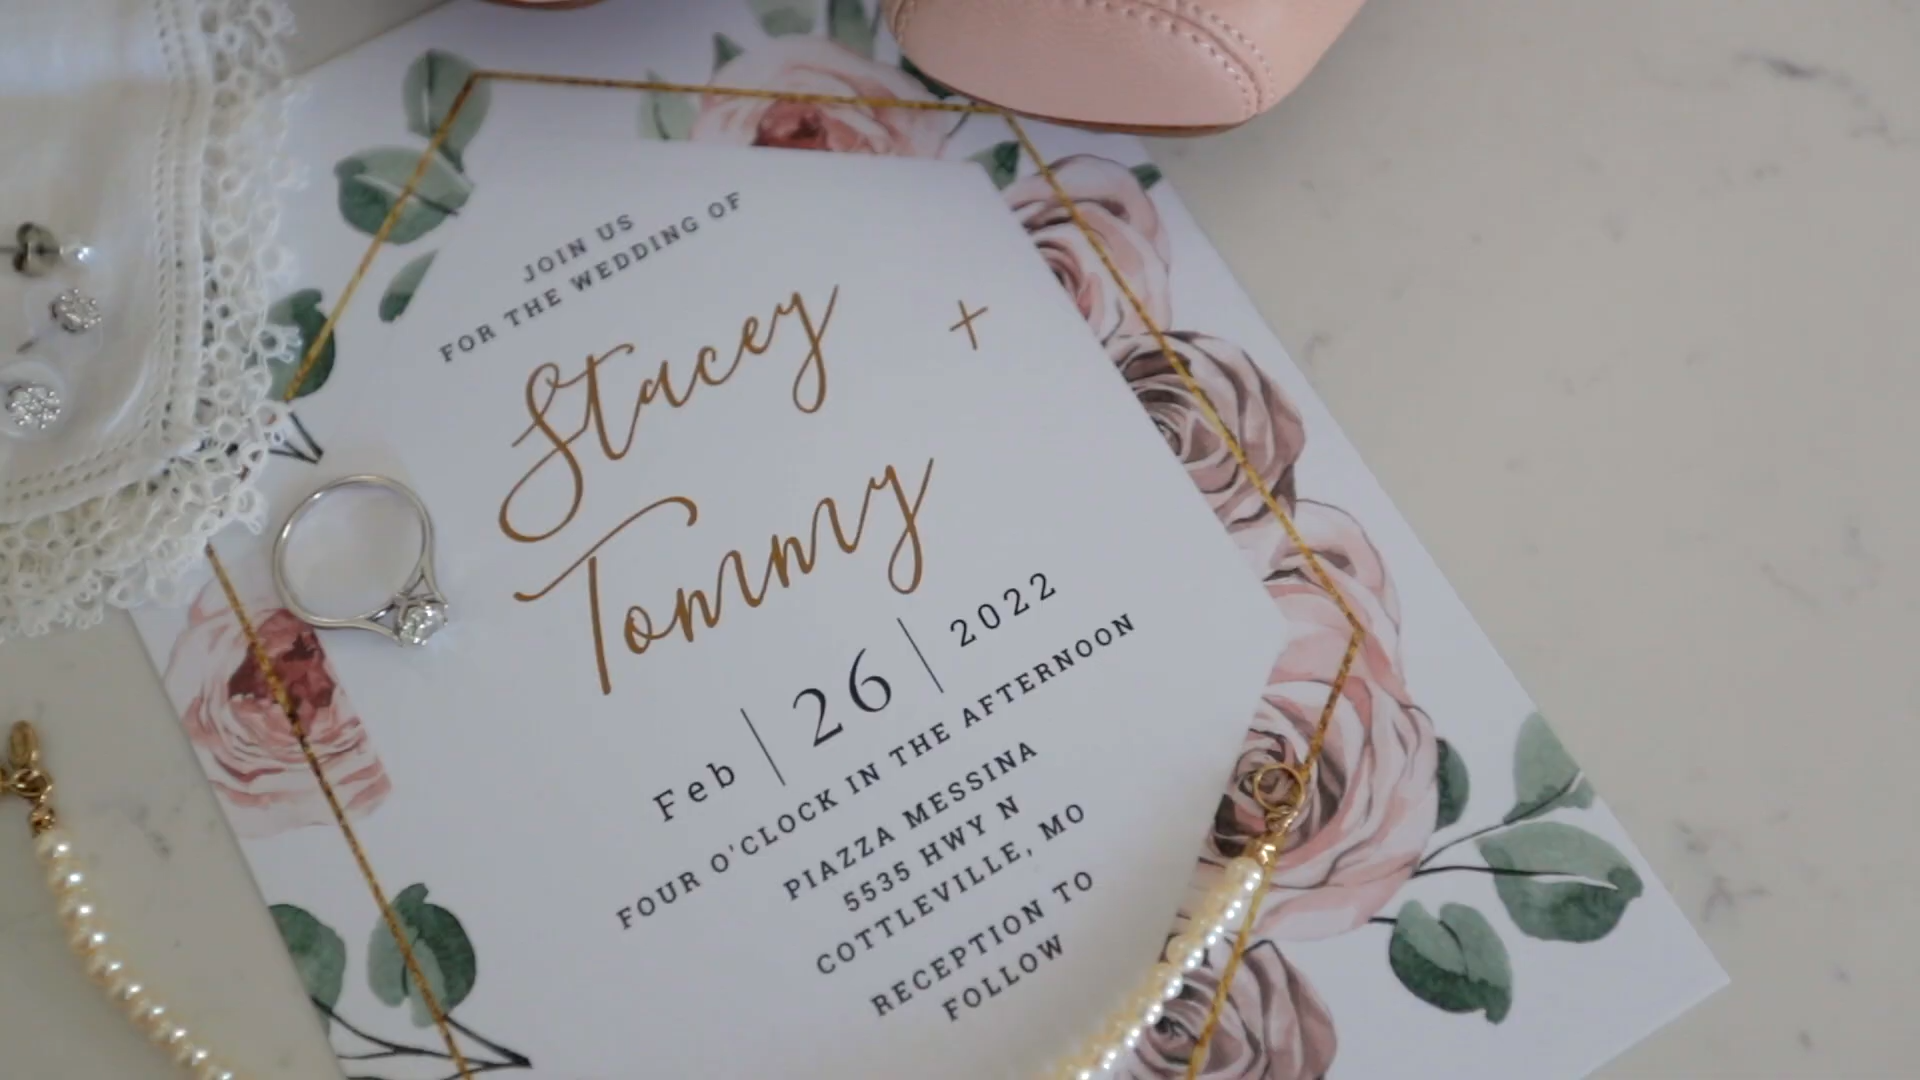 JOIN US
FOR THE WEDDING OF
Stacey
+
Tommy
Feb | 26 | 2022
FOUR O'CLOCK IN THE AFTERNOON
PIAZZA MESSINA
5535 HWY N
COTTLEVILLE, MO
RECEPTION TO
FOLLOW